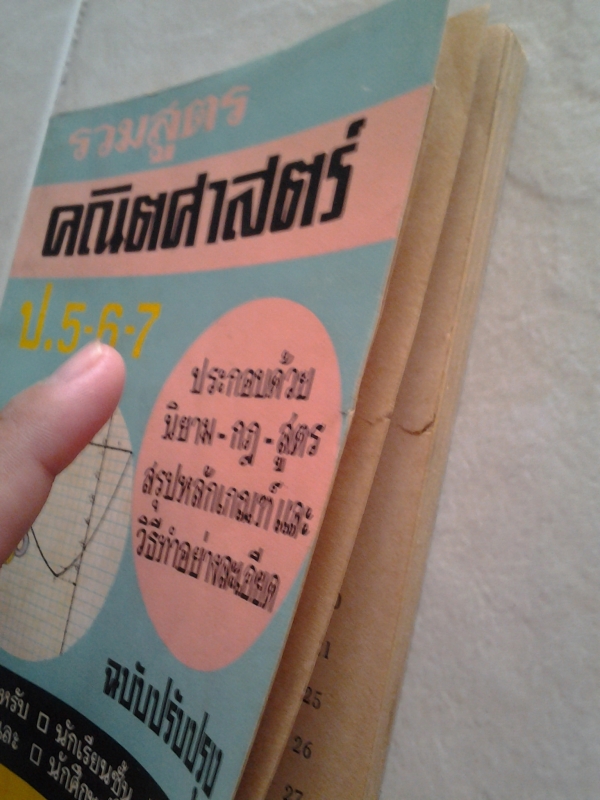 รวมสูตร
คณิตศาสตร์
ป.5-6-7
ประกอบด้วย
นิยาม - กฎ - สูตร
สรุปหลักเกณฑ์และ
วิธีทำอย่างละเอียด
ฉบับปรับปรุง
□ นักเรียนชั้น
□
25
26
27